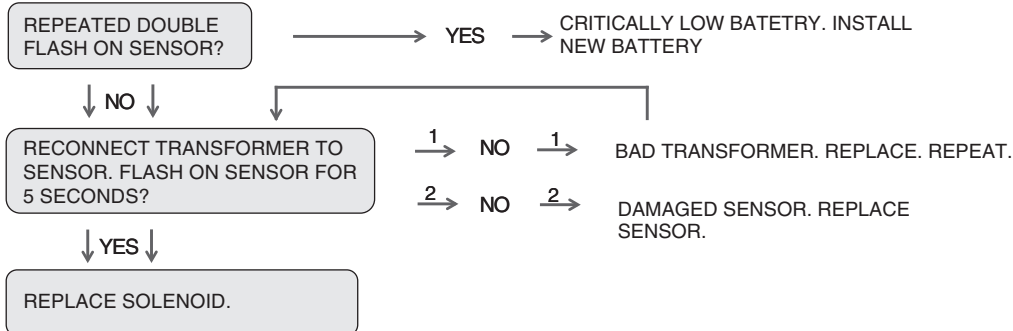 REPEATED DOUBLE
FLASH ON SENSOR?
YES
CRITICALLY LOW BATETRY. INSTALL
NEW BATTERY
NO
RECONNECT TRANSFORMER TO
SENSOR. FLASH ON SENSOR FOR
5 SECONDS?
1 NO 1
BAD TRANSFORMER. REPLACE. REPEAT.
2 NO 2
DAMAGED SENSOR. REPLACE
SENSOR.
YES
REPLACE SOLENOID.